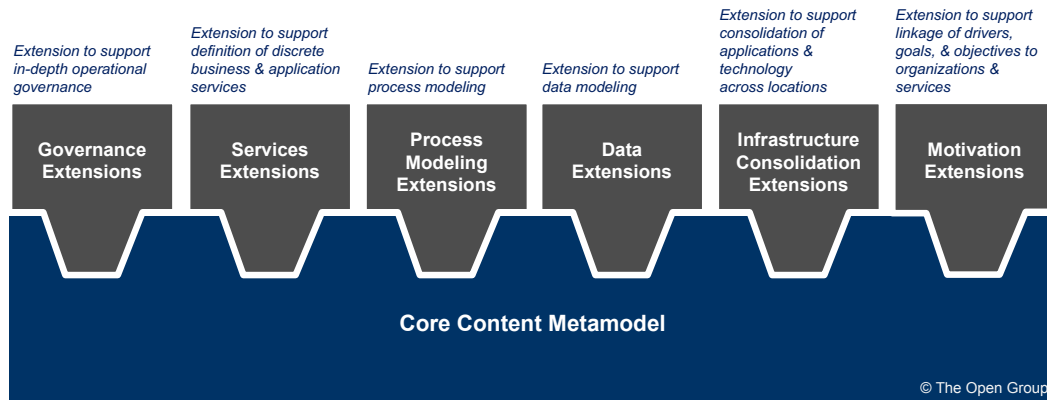 Extension to support
in-depth operational
governance
Extension to support
definition of discrete
business & application
services
Extension to support
process modeling
Extension to support
data modeling
Extension to support
consolidation of
applications &
technology
across locations
Extension to support
linkage of drivers,
goals, & objectives to
organizations &
services
Governance
Extensions
Services
Extensions
Process
Modeling
Extensions
Data
Extensions
Infrastructure
Consolidation
Extensions
Motivation
Extensions
Core Content Metamodel
© The Open Group